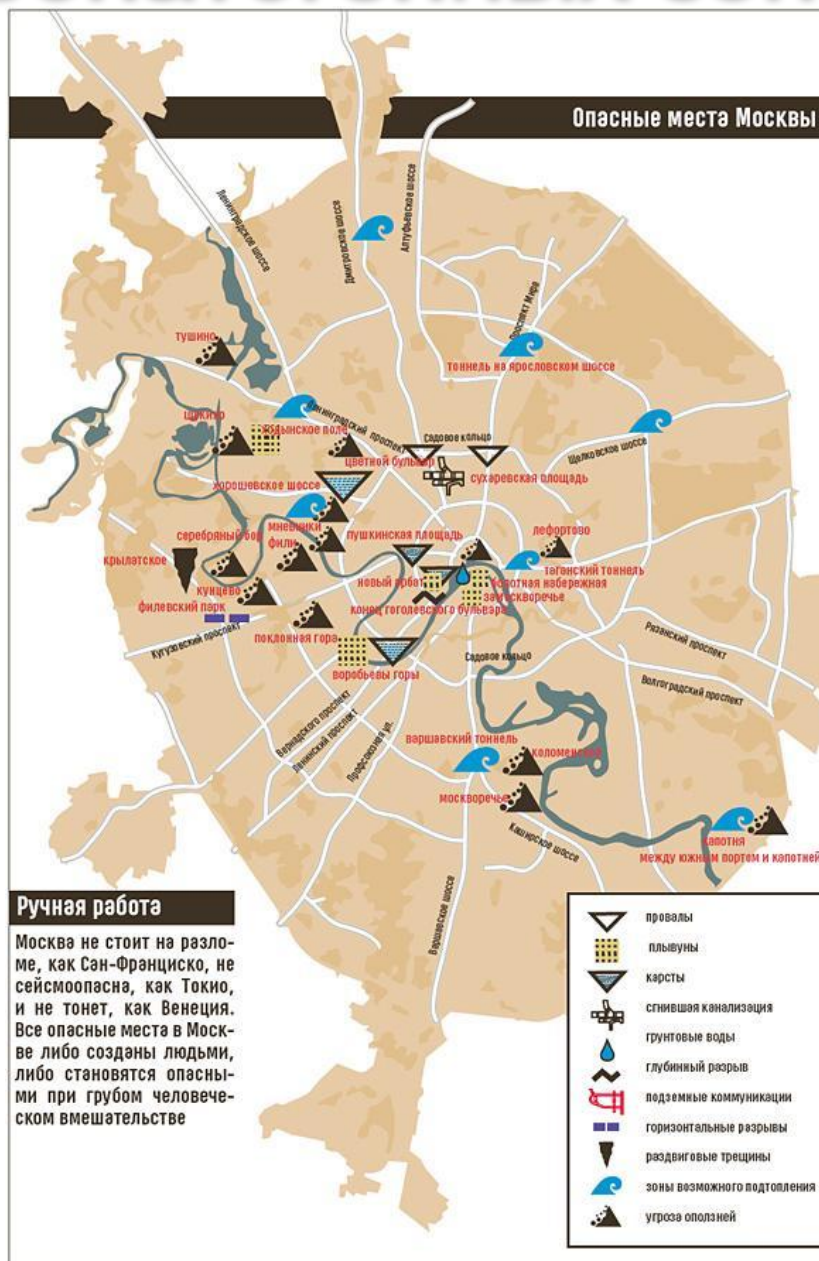 Опасные места Москвы
Ленинградское шоссе
Дмитровское шоссе
Алтуфьевское шоссе
Проспект Мира
тушино
тоннель на ярославском шоссе
щукино
ходынское поле
Ленинградский проспект
Садовое кольцо
цветной бульвар
Щелковское шоссе
сухаревская площадь
хорошевское шоссе
мневники
серебряный бор
фили
пушкинская площадь
лефортово
крылатское
таганский тоннель
кунцево
новый арбат
болотная набережная
филевский парк
замоскворечье
конец гоголевского бульвара
Кутузовский проспект
поклонная гора
Рязанский проспект
Садовое кольцо
воробьевы горы
Волгоградский проспект
Вернадского проспект
Ленинский проспект
Профсоюзная ул.
варшавский тоннель
москворечье
Каширское шоссе
капотня
между южным портом и капотней
Варшавское шоссе
Ручная работа
Москва не стоит на разло-
ме, как Сан-Франциско, не
сейсмоопасна, как Токио,
и не тонет, как Венеция.
Все опасные места в Моск-
ве либо созданы людьми,
либо становятся опасны-
ми при грубом человече-
ском вмешательстве
провалы
плывуны
карсты
сгнившая канализация
грунтовые воды
глубинный разрыв
подземные коммуникации
горизонтальные разрывы
раздвиговые трещины
зоны возможного подтопления
угроза оползней